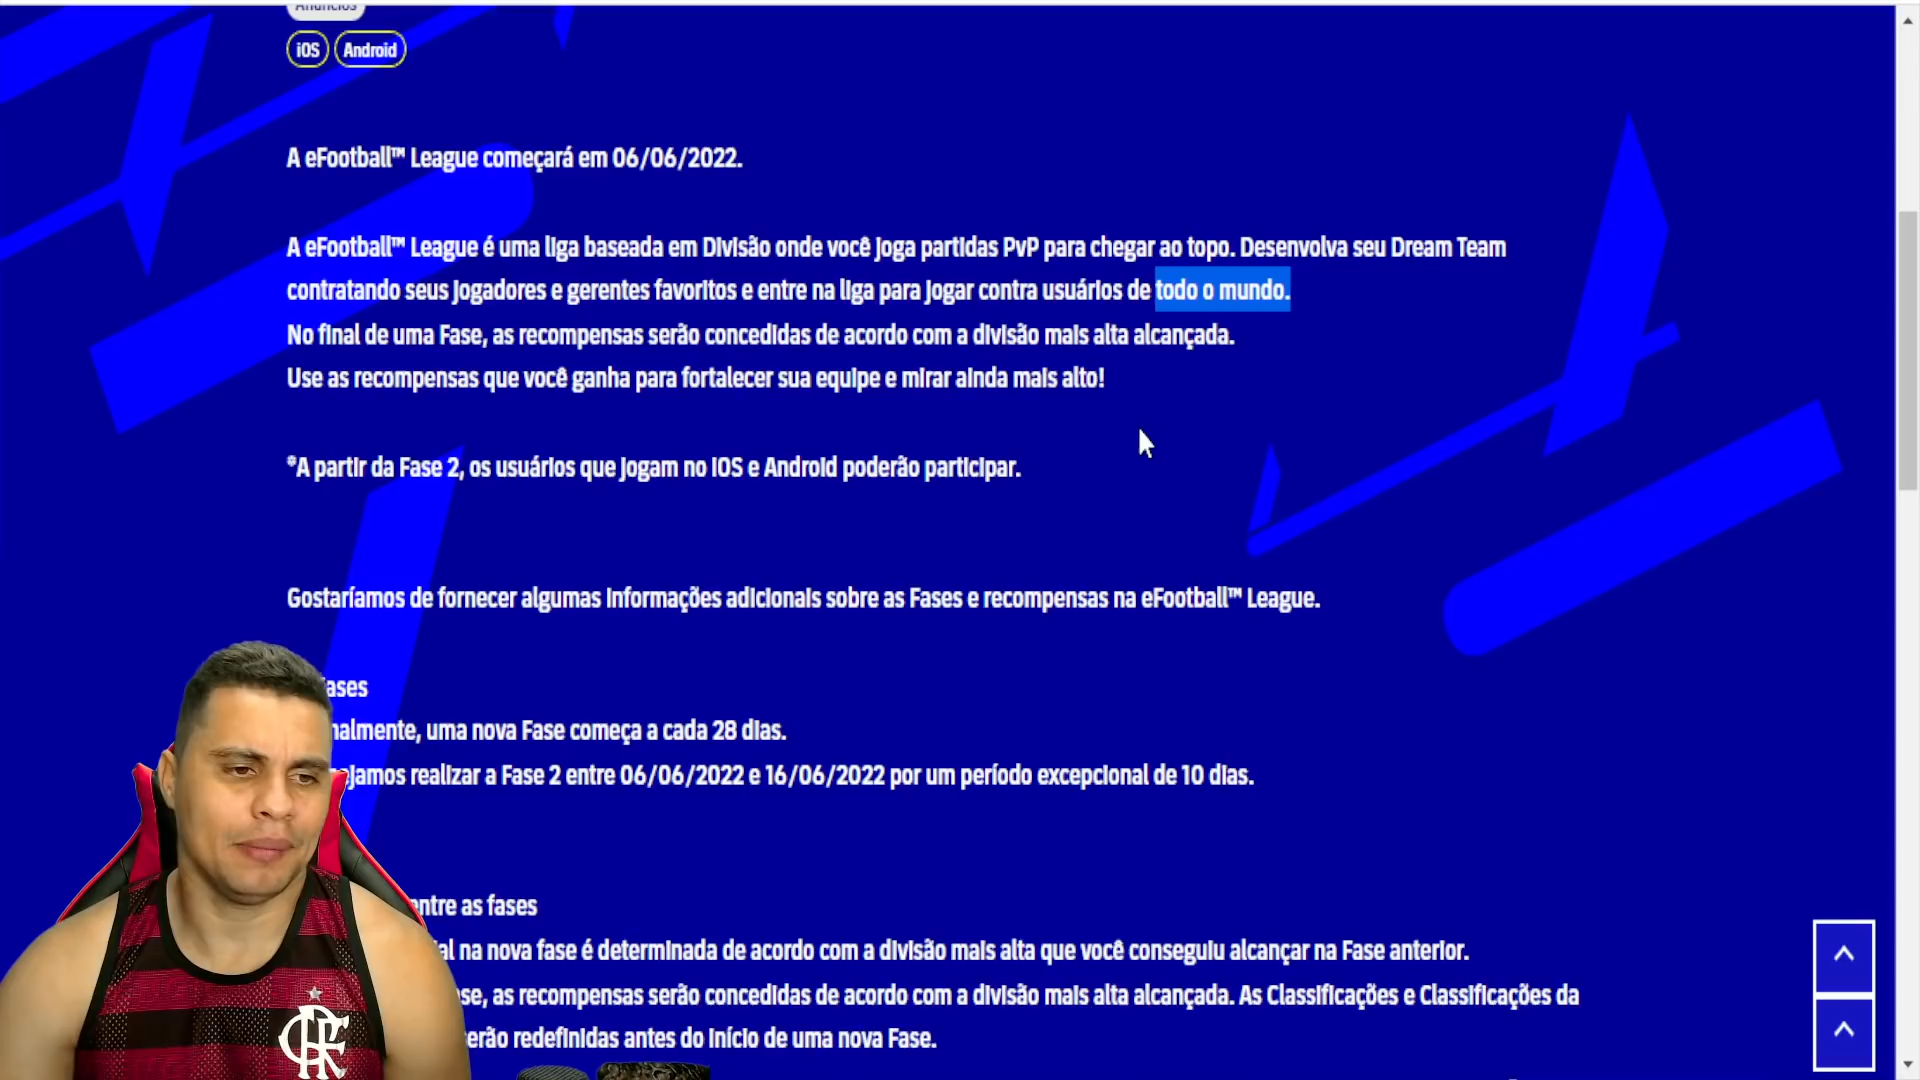 Anúncios
iOS Android
A eFootball™ League começará em 06/06/2022.
A eFootball™ League é uma liga baseada em Divisão onde você joga partidas PvP para chegar ao topo. Desenvolva seu Dream Team
contratando seus jogadores e gerentes favoritos e entre na liga para jogar contra usuários de todo o mundo.
No final de uma Fase, as recompensas serão concedidas de acordo com a divisão mais alta alcançada.
Use as recompensas que você ganha para fortalecer sua equipe e mirar ainda mais alto!
*A partir da Fase 2, os usuários que jogam no iOS e Android poderão participar.
Gostaríamos de fornecer algumas informações adicionais sobre as Fases e recompensas na eFootball™ League.
ases
nalmente, uma nova Fase começa a cada 28 dias.
ejamos realizar a Fase 2 entre 06/06/2022 e 16/06/2022 por um período excepcional de 10 dias.
ntre as fases
al na nova fase é determinada de acordo com a divisão mais alta que você conseguiu alcançar na Fase anterior.
se, as recompensas serão concedidas de acordo com a divisão mais alta alcançada. As Classificações e Classificações da
erão redefinidas antes do início de uma nova Fase.
CRF